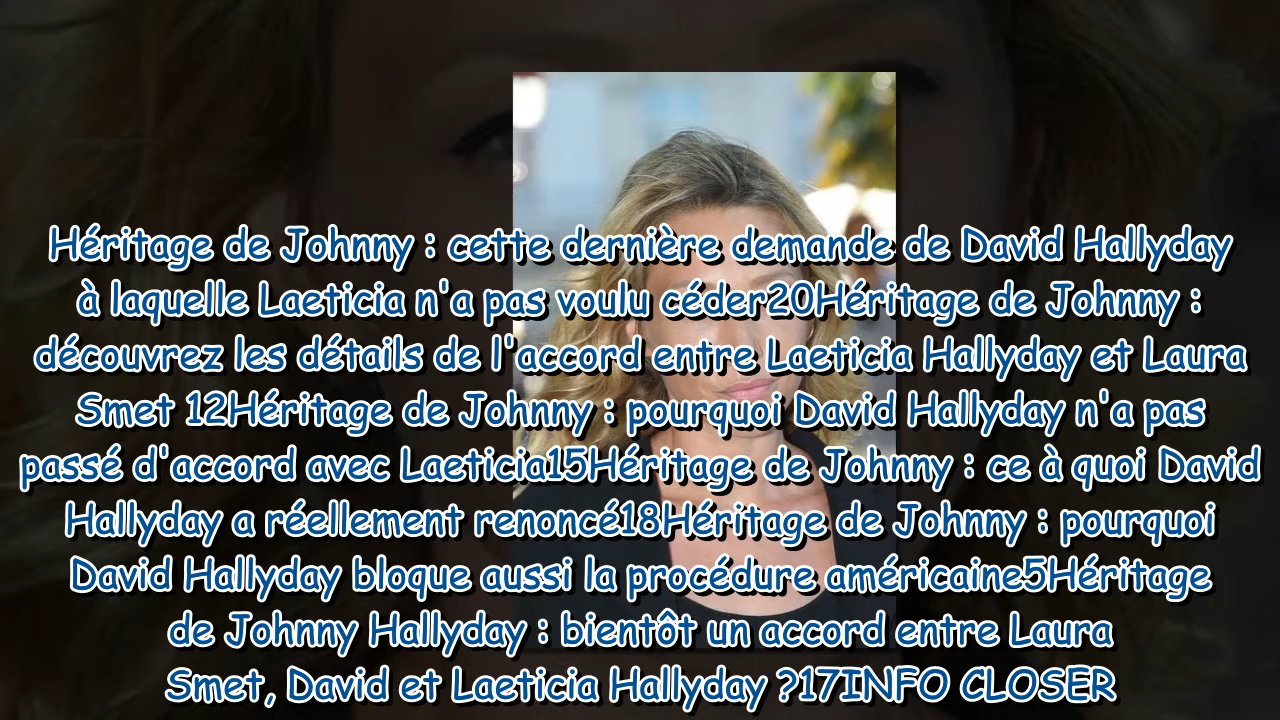 Héritage de Johnny : cette dernière demande de David Hallyday
à laquelle Laeticia n'a pas voulu céder20Héritage de Johnny :
découvrez les détails de l'accord entre Laeticia Hallyday et Laura
Smet 12Héritage de Johnny : pourquoi David Hallyday n'a pas
passé d'accord avec Laeticia15Héritage de Johnny : ce à quoi David
Hallyday a réellement renoncé18Héritage de Johnny : pourquoi
David Hallyday bloque aussi la procédure américaine5Héritage
de Johnny Hallyday : bientôt un accord entre Laura
Smet, David et Laeticia Hallyday ?17INFO CLOSER